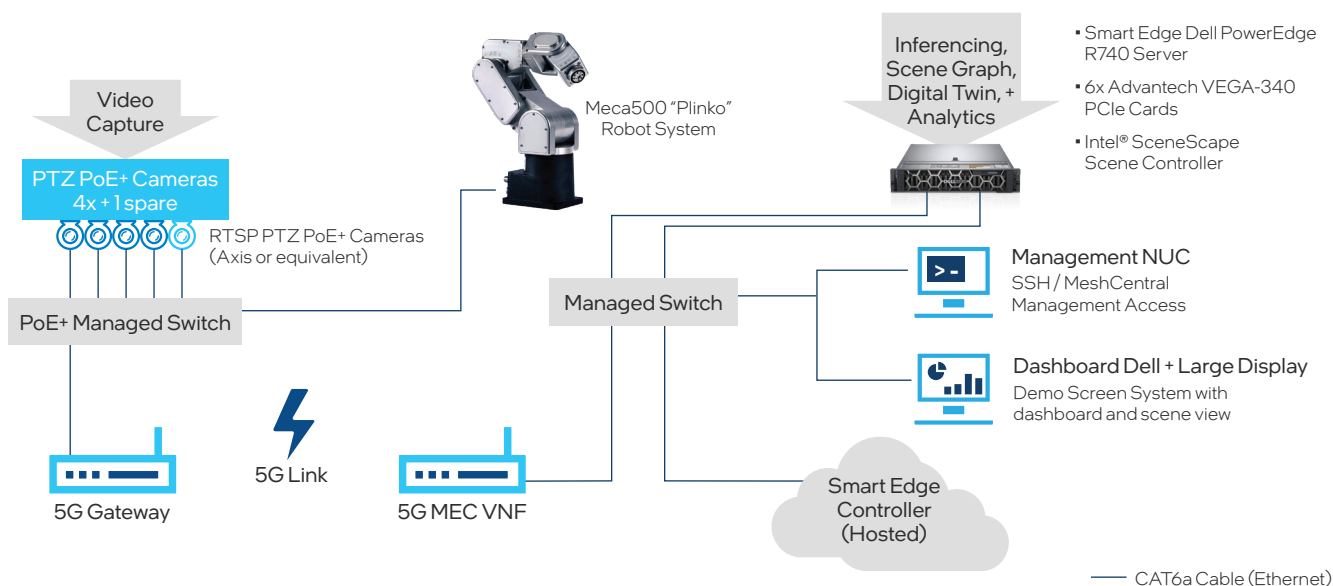 Video
Capture
PTZ PoE+ Cameras
4x + 1 spare
RTSP PTZ PoE+ Cameras
(Axis or equivalent)
PoE+ Managed Switch
5G Gateway
5G Link
5G MEC VNF
Meca500 “Plinko”
Robot System
Inferencing,
Scene Graph,
Digital Twin, +
Analytics
▪ Smart Edge Dell PowerEdge
R740 Server
▪ 6x Advantech VEGA-340
PCIe Cards
▪ Intel® SceneScape
Scene Controller
Managed Switch
>-
Management NUC
SSH / MeshCentral
Management Access
Dashboard Dell + Large Display
Demo Screen System with
dashboard and scene view
Smart Edge
Controller
(Hosted)
CAT6a Cable (Ethernet)